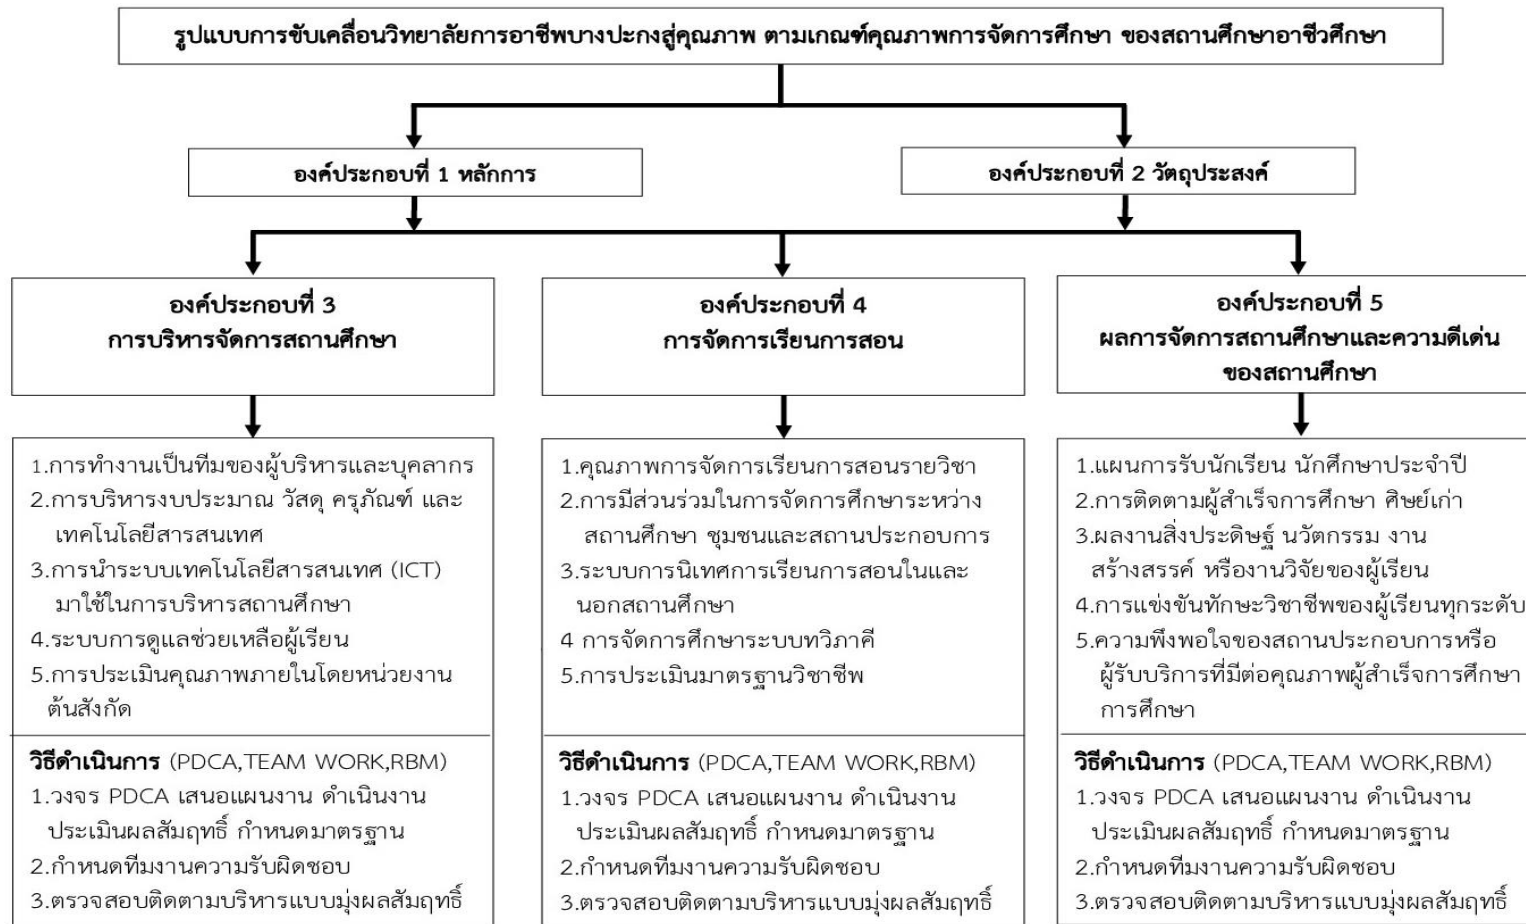 รูปแบบการขับเคลื่อนวิทยาลัยการอาชีพบางปะกงสู่คุณภาพ ตามเกณฑ์คุณภาพการจัดการศึกษา ของสถานศึกษาอาชีวศึกษา
องค์ประกอบที่ 1 หลักการ
องค์ประกอบที่ 2 วัตถุประสงค์
องค์ประกอบที่ 3
การบริหารจัดการสถานศึกษา
องค์ประกอบที่ 4
การจัดการเรียนการสอน
องค์ประกอบที่ 5
ผลการจัดการสถานศึกษาและความดีเด่น
ของสถานศึกษา
1.การทำงานเป็นทีมของผู้บริหารและบุคลากร
2.การบริหารงบประมาณ วัสดุ ครุภัณฑ์ และ
เทคโนโลยีสารสนเทศ
3.การนำระบบเทคโนโลยีสารสนเทศ (ICT)
มาใช้ในการบริหารสถานศึกษา
4.ระบบการดูแลช่วยเหลือผู้เรียน
5.การประเมินคุณภาพภายในโดยหน่วยงาน
ต้นสังกัด
วิธีดำเนินการ (PDCA,TEAM WORK,RBM)
1.วงจร PDCA เสนอแผนงาน ดำเนินงาน
ประเมินผลสัมฤทธิ์ กำหนดมาตรฐาน
2.กำหนดทีมงานความรับผิดชอบ
3.ตรวจสอบติดตามบริหารแบบมุ่งผลสัมฤทธิ์
1.คุณภาพการจัดการเรียนการสอนรายวิชา
2.การมีส่วนร่วมในการจัดการศึกษาระหว่าง
สถานศึกษา ชุมชนและสถานประกอบการ
3.ระบบการนิเทศการเรียนการสอนในและ
นอกสถานศึกษา
4 การจัดการศึกษาระบบทวิภาคี
5.การประเมินมาตรฐานวิชาชีพ
วิธีดำเนินการ (PDCA,TEAM WORK,RBM)
1.วงจร PDCA เสนอแผนงาน ดำเนินงาน
ประเมินผลสัมฤทธิ์ กำหนดมาตรฐาน
2.กำหนดทีมงานความรับผิดชอบ
3.ตรวจสอบติดตามบริหารแบบมุ่งผลสัมฤทธิ์
1.แผนการรับนักเรียน นักศึกษาประจำปี
2.การติดตามผู้สำเร็จการศึกษา ศิษย์เก่า
3.ผลงานสิ่งประดิษฐ์ นวัตกรรม งาน
สร้างสรรค์ หรืองานวิจัยของผู้เรียน
4.การแข่งขันทักษะวิชาชีพของผู้เรียนทุกระดับ
5.ความพึงพอใจของสถานประกอบการหรือ
ผู้รับบริการที่มีต่อคุณภาพผู้สำเร็จการศึกษา
การศึกษา
วิธีดำเนินการ (PDCA,TEAM WORK,RBM)
1.วงจร PDCA เสนอแผนงาน ดำเนินงาน
ประเมินผลสัมฤทธิ์ กำหนดมาตรฐาน
2.กำหนดทีมงานความรับผิดชอบ
3.ตรวจสอบติดตามบริหารแบบมุ่งผลสัมฤทธิ์